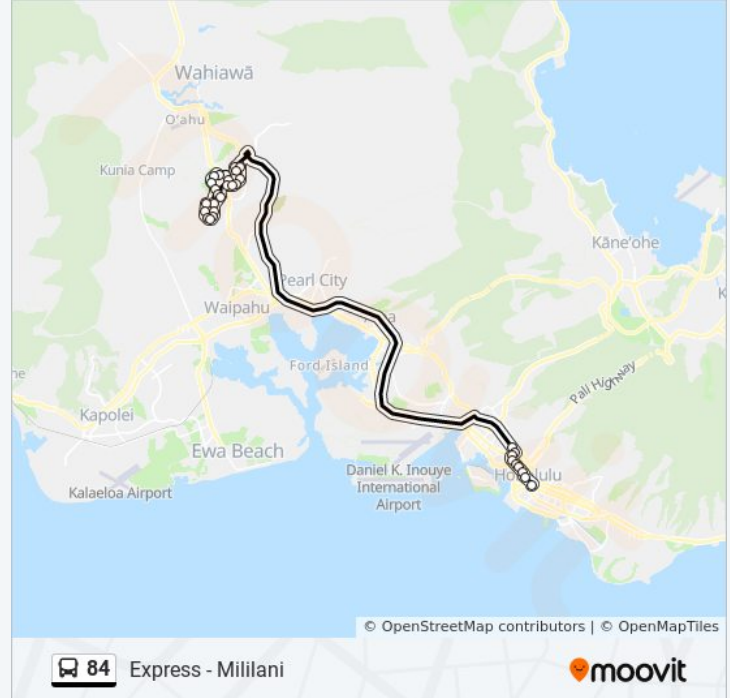 Wahiawā
O'ahu
Kunia Camp
Kāne'ohe
Pearl City
Waipahu
Ford Island
Pali Highway
Kapolei
Ewa Beach
Daniel K. Inouye
International
Airport
Kalaeloa Airport
© OpenStreetMap contributors | © OpenMapTiles
84 Express - Mililani
moovit